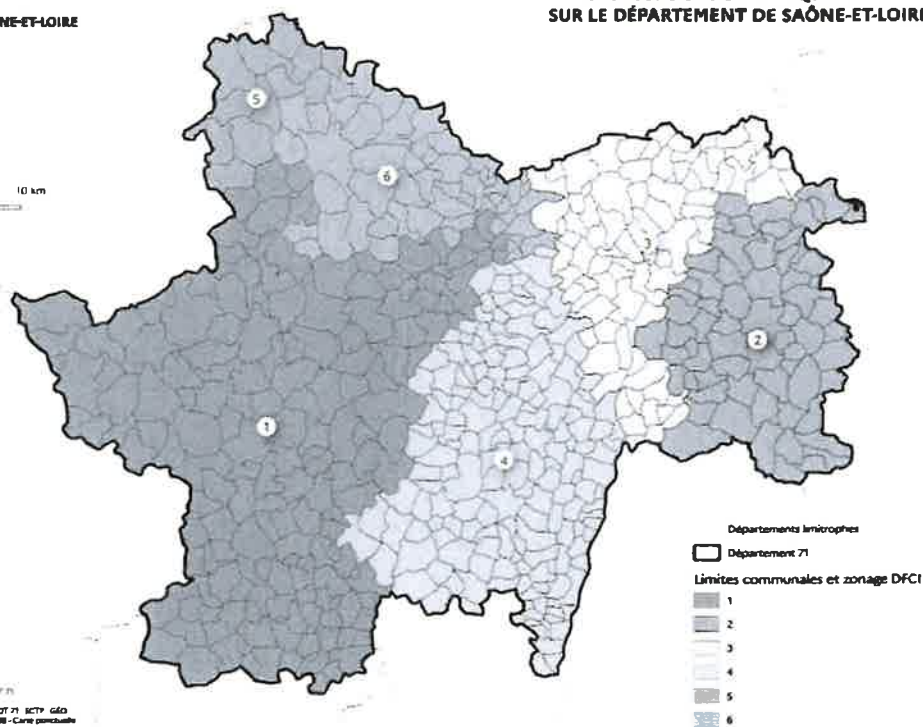 NE-ET-LOIRE
SUR LE DÉPARTEMENT DE SAÔNE-ET-LOIRE
10 km
5
6
3
2
1
4
Départements limitrophes
Département 71
Limites communales et zonage DFCI
1
2
3
4
5
6